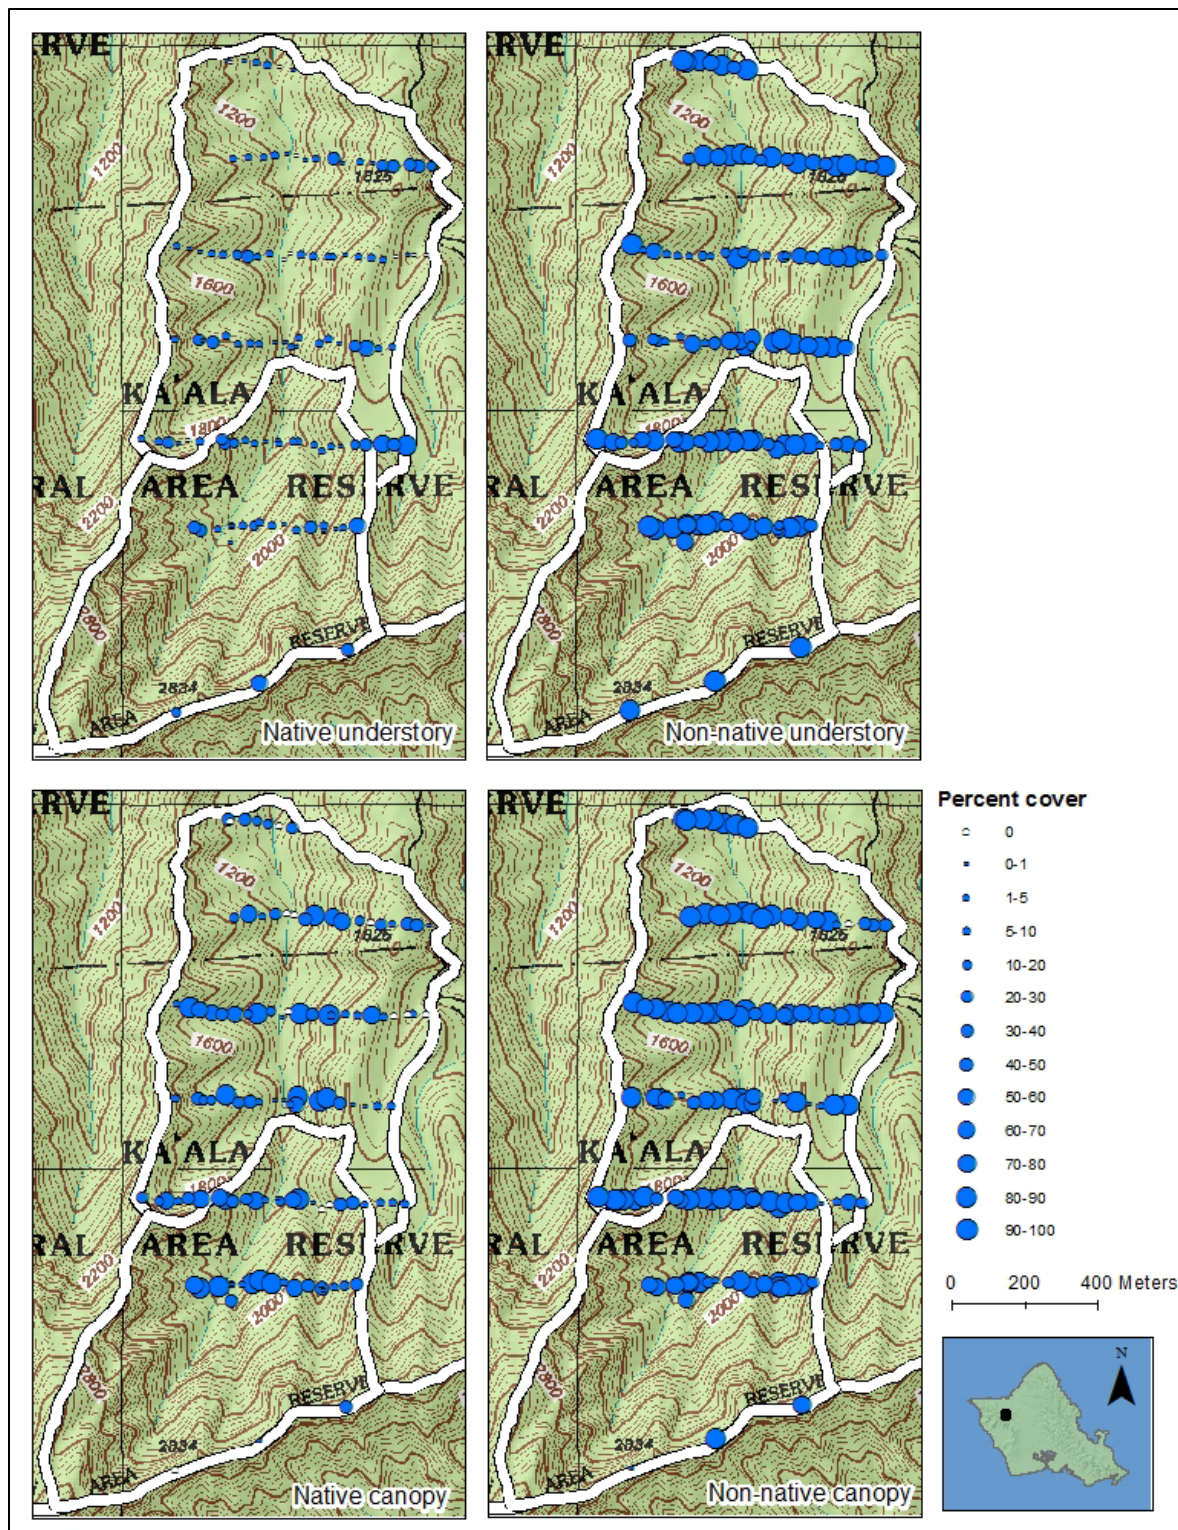 RVE
1200
1200
1825
1600
KA'ALA
1800
RAL AREA RESERVE
2200
2000
2800
RESERVE
2834
AREA
Native understory
RVE
1200
1200
1825
1600
KA'ALA
1800
RAL AREA RESERVE
2200
2000
2800
RESERVE
2834
AREA
Non-native understory
RVE
1200
1200
1825
1600
KA'ALA
1800
RAL AREA RESERVE
2200
2000
2800
RESERVE
2834
AREA
Native canopy
RVE
1200
1200
1825
1600
KA'ALA
1800
RAL AREA RESERVE
2200
2000
2800
RESERVE
2834
AREA
Non-native canopy
Percent cover
0
0-1
1-5
5-10
10-20
20-30
30-40
40-50
50-60
60-70
70-80
80-90
90-100
0 200 400 Meters
N